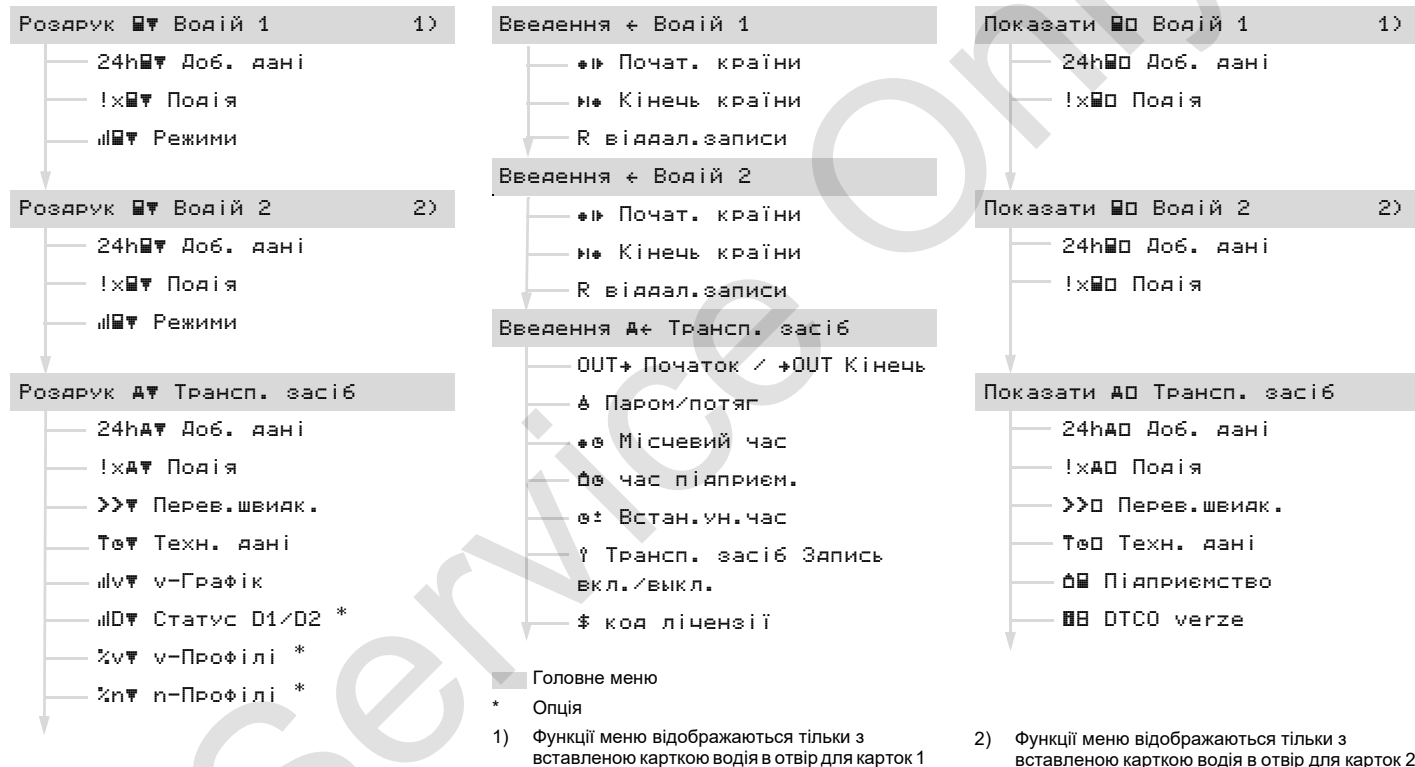 Роздрук 🖪▼ Водій 1 1)
24h🖪▼ Доб. дані
!x🖪▼ Подія
Режими
Роздрук 🖪▼ Водій 2 2)
24h🖪▼ Доб. дані
!x🖪▼ Подія
Режими
Роздрук A▼ Трансп. засіб
24hA▼ Доб. дані
!xA▼ Подія
>>▼ Перев.швидк.
Техн. дані
v▼ v-Графік
D▼ Статус D1/D2 *
%v▼ v-Профілі *
%n▼ n-Профілі *
Введення ← Водій 1
Почат. країни
Кінець країни
R віддал.записи
Введення ← Водій 2
Почат. країни
Кінець країни
R віддал.записи
Введення A← Трансп. засіб
OUT→ Початок / →OUT Кінець
Паром/потяг
Місцевий час
час підприєм.
Встан.ун.час
Трансп. засіб Запись
вкл./выкл.
$ код ліцензії
Головне меню
* Опція
1) Функції меню відображаються тільки з
вставленою карткою водія в отвір для карток 1
Показати 🖪□ Водій 1 1)
24h🖪□ Доб. дані
!x🖪□ Подія
Показати 🖪□ Водій 2 2)
24h🖪□ Доб. дані
!x🖪□ Подія
Показати A□ Трансп. засіб
24hA□ Доб. дані
!xA□ Подія
>>□ Перев.швидк.
Техн. дані
Підприємство
DTCO verze
2) Функції меню відображаються тільки з
вставленою карткою водія в отвір для карток 2
Service Only